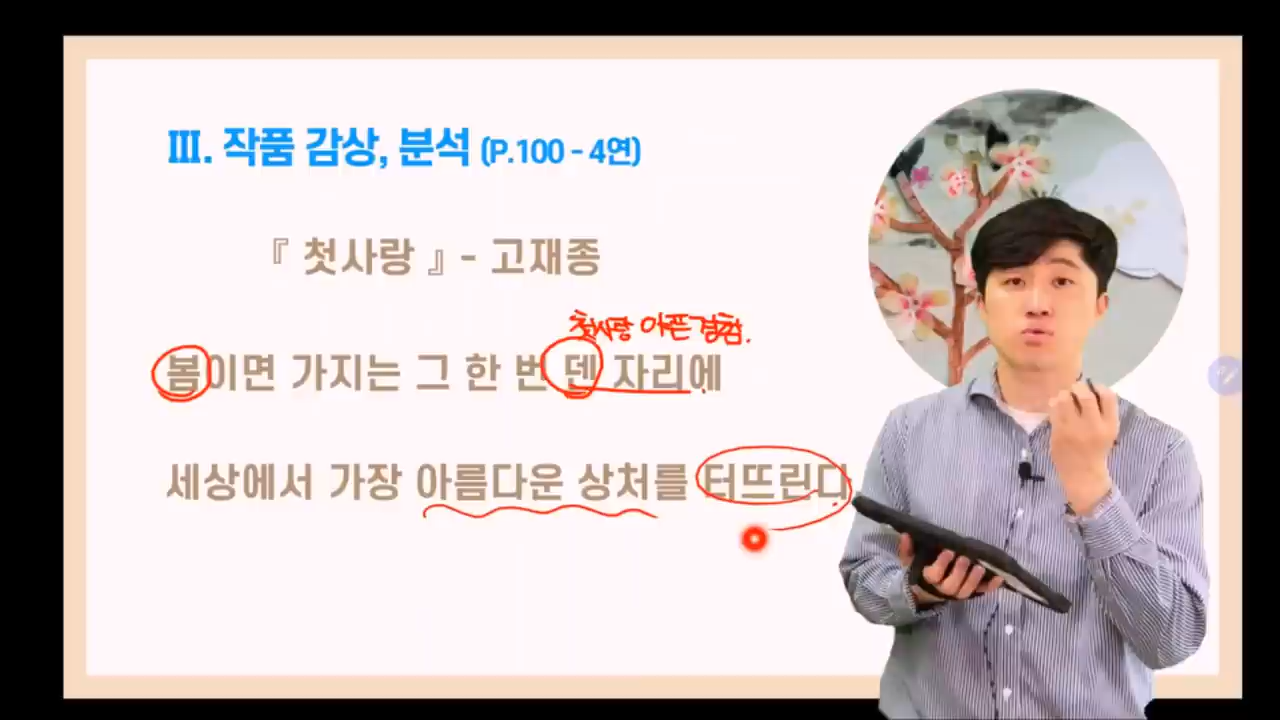 Ⅲ. 작품 감상, 분석 (P.100 - 4연)
『 첫사랑 』 - 고재종
첫사랑 아픈 경험.
봄이면 가지는 그 한 번 덴 자리에
세상에서 가장 아름다운 상처를 터뜨린다